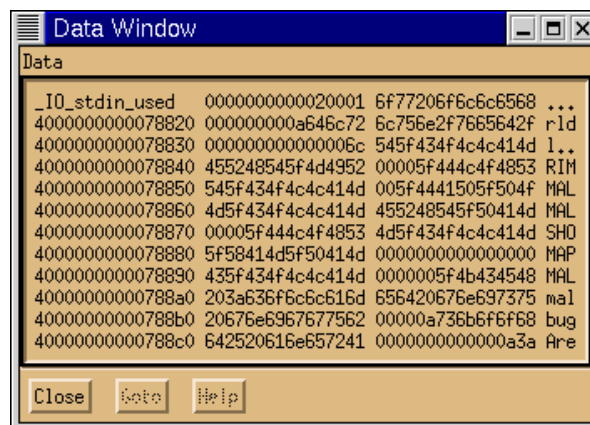 Data Window
Data
_IO_stdin_used 0000000000020001 6f77206f6c6c6568 ...
4000000000078820 000000000a646c72 6c756e2f7665642f rld
4000000000078830 000000000000006c 545f434f4c4c414d l..
4000000000078840 455248545f4d4952 00005f444c4f4853 RIM
4000000000078850 545f434f4c4c414d 005f4441505f504f MAL
4000000000078860 4d5f434f4c4c414d 455248545f50414d MAL
4000000000078870 00005f444c4f4853 4d5f434f4c4c414d SHO
4000000000078880 5f58414d5f50414d 0000000000000000 MAP
4000000000078890 435f434f4c4c414d 0000005f4b434548 MAL
40000000000788a0 203a636f6c6c616d 656420676e697375 mal
40000000000788b0 20676e6967677562 00000a736b6f6f68 bug
40000000000788c0 642520616e657241 0000000000000a3a Are
Close Goto Help